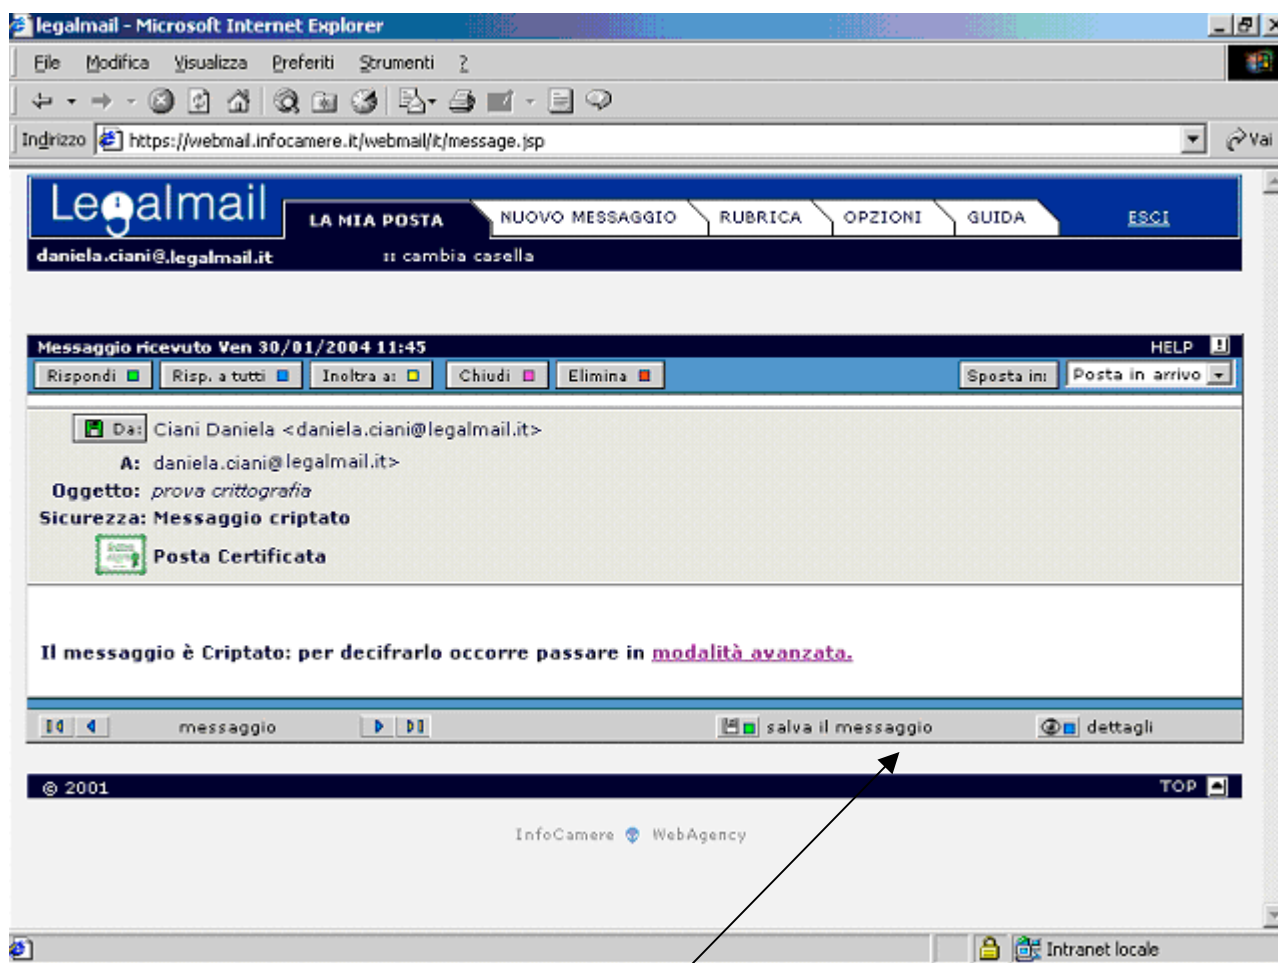 legalmail - Microsoft Internet Explorer
File Modifica Visualizza Preferiti Strumenti ?
Indirizzo https://webmail.infocamere.it/webmail/it/message.jsp Vai
Legalmail LA MIA POSTA NUOVO MESSAGGIO RUBRICA OPZIONI GUIDA ESCI
daniela.ciani@.legalmail.it :: cambia casella
Messaggio ricevuto Ven 30/01/2004 11:45 HELP
Rispondi Risp. a tutti Inoltra a: Chiudi Elimina Sposta in: Posta in arrivo
Da: Ciani Daniela <daniela.ciani@legalmail.it>
A: daniela.ciani@legalmail.it>
Oggetto: prova crittografia
Sicurezza: Messaggio criptato
Posta Certificata
Il messaggio è Criptato: per decifrarlo occorre passare in modalità avanzata.
messaggio salva il messaggio dettagli
© 2001 TOP
InfoCamere WebAgency
Intranet locale